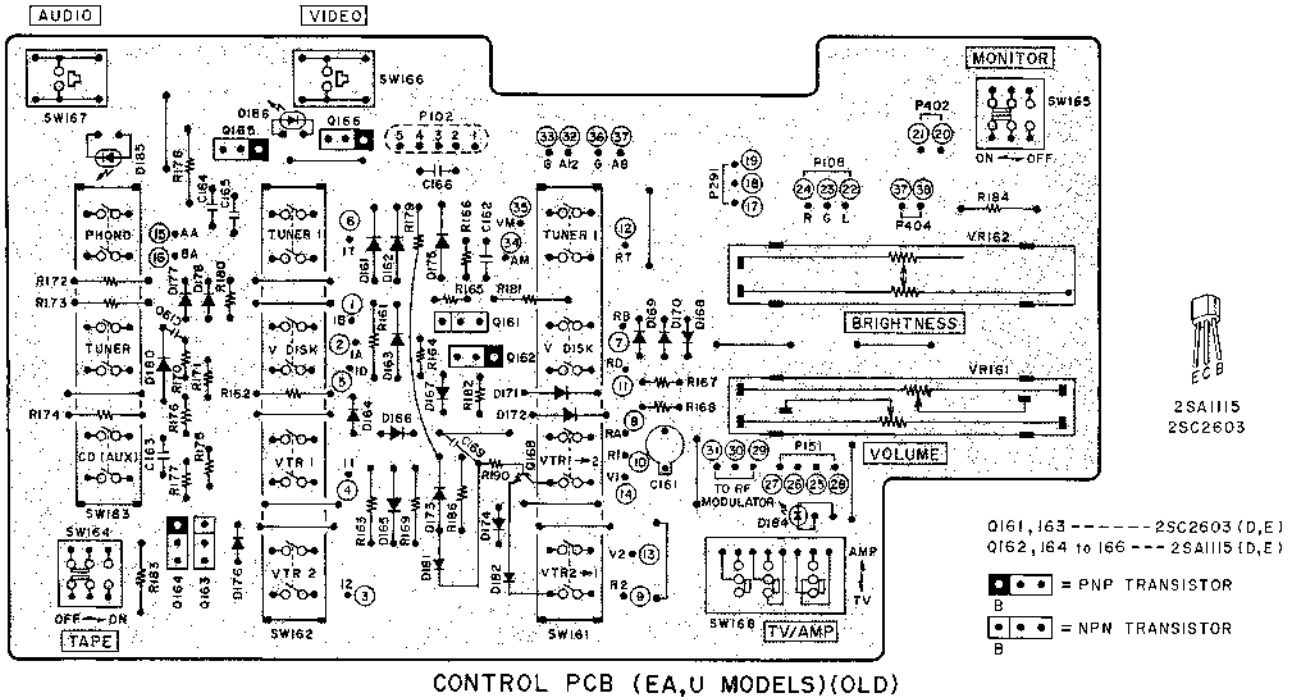 AUDIO
VIDEO
MONITOR
SW167
SW166
SW165
D186
Q165
Q166
P102
5 4 3 2 1
33 32 36 37
G A12 G A8
P402
21 20
ON OFF
D185
R178
C164
C165
C166
P291
19
18
17
P108
24 23 22
R G L
37 38
P404
R184
PHONO
15 AA
16 BA
TUNER 1
6
17
D161
D162
R179
D175
R166
C162
35
VM
34
AM
TUNER 1
12
RT
VR162
R172
R173
D177
D178
R180
R165
R181
BRIGHTNESS
C190
TUNER
D180
R170
R171
1
1B
2
1A
1D
5
V DISK
R161
D163
R164
Q161
Q162
V DISK
RB
7
RD
11
D169
D170
D168
R174
R176
R162
D164
D166
D167
R182
D171
D172
R167
R168
VR161
VOLUME
CD (AUX)
C163
R177
R175
VTR 1
11
4
C169
R190
Q168
VTR1→2
8
RA
R1
10
V1
14
C161
31 30 29
TO RF
MODULATOR
P151
27 26 25 28
D184
SW163
SW164
R183
Q164
Q163
D176
VTR 2
12
3
R163
D165
R169
D173
R186
D174
D181
D182
VTR2→1
V2
13
R2
9
AMP
TV
OFF ON
TAPE
SW162
SW161
SW168
TV/AMP
ECB
2SA1115
2SC2603
Q161, 163 ------- 2SC2603 (D,E)
Q162, 164 to 166 --- 2SA1115 (D,E)
= PNP TRANSISTOR
B
= NPN TRANSISTOR
B
CONTROL PCB (EA,U MODELS)(OLD)